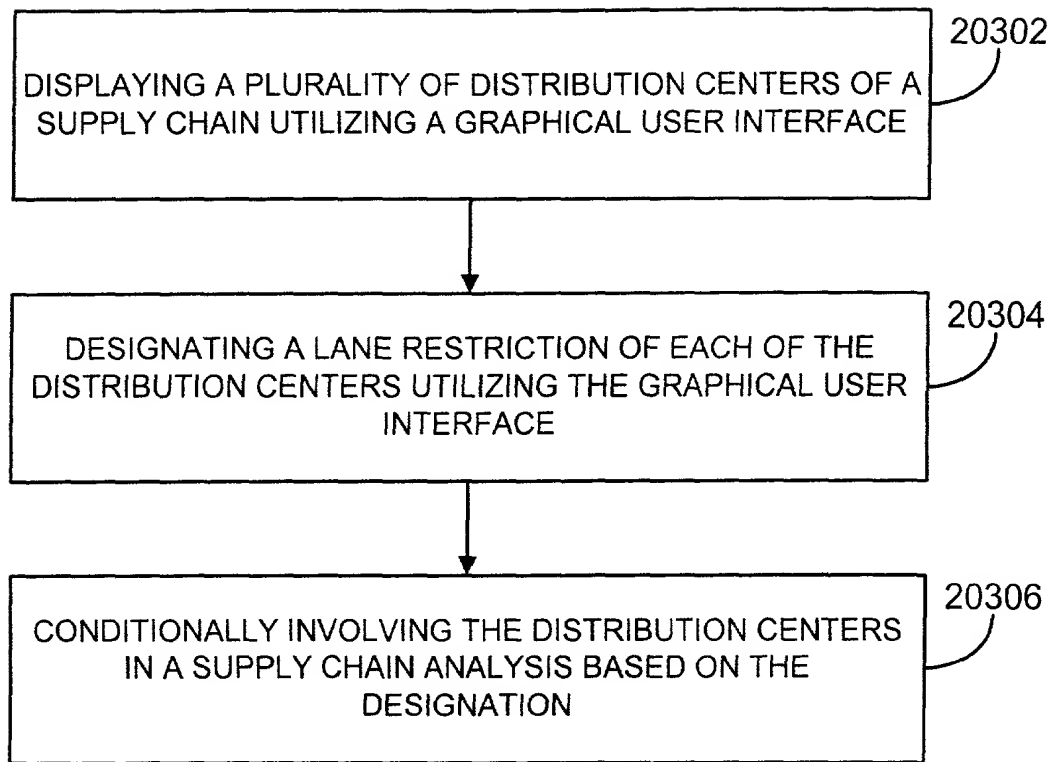 20302
DISPLAYING A PLURALITY OF DISTRIBUTION CENTERS OF A
SUPPLY CHAIN UTILIZING A GRAPHICAL USER INTERFACE
20304
DESIGNATING A LANE RESTRICTION OF EACH OF THE
DISTRIBUTION CENTERS UTILIZING THE GRAPHICAL USER
INTERFACE
20306
CONDITIONALLY INVOLVING THE DISTRIBUTION CENTERS
IN A SUPPLY CHAIN ANALYSIS BASED ON THE
DESIGNATION